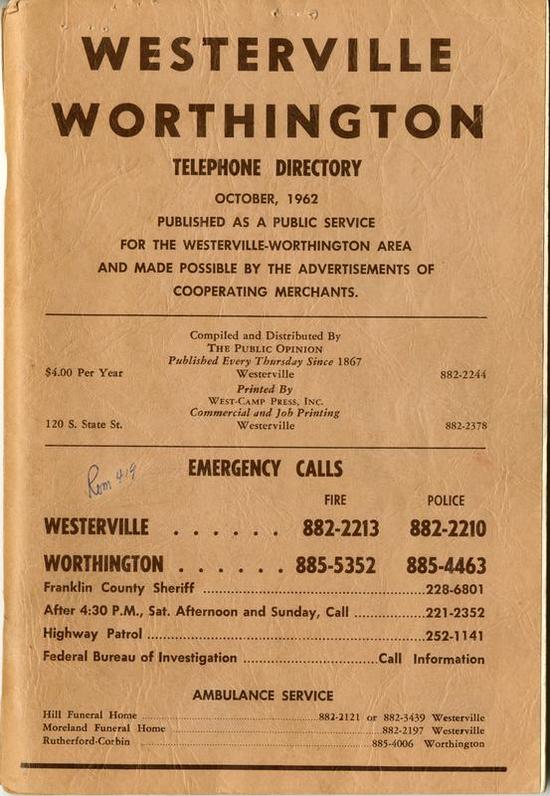 WESTERVILLE
WORTHINGTON
TELEPHONE DIRECTORY
OCTOBER, 1962
PUBLISHED AS A PUBLIC SERVICE
FOR THE WESTERVILLE-WORTHINGTON AREA
AND MADE POSSIBLE BY THE ADVERTISEMENTS OF
COOPERATING MERCHANTS.
Compiled and Distributed By
THE PUBLIC OPINION
Published Every Thursday Since 1867
$4.00 Per Year Westerville 882-2244
Printed By
WEST-CAMP PRESS, INC.
Commercial and Job Printing
120 S. State St. Westerville 882-2378
EMERGENCY CALLS
FIRE POLICE
WESTERVILLE . . . . . . 882-2213 882-2210
WORTHINGTON . . . . . . 885-5352 885-4463
Franklin County Sheriff ........ 228-6801
After 4:30 P.M., Sat. Afternoon and Sunday, Call ........ 221-2352
Highway Patrol ........ 252-1141
Federal Bureau of Investigation ........ Call Information
AMBULANCE SERVICE
Hill Funeral Home ........ 882-2121 or 882-3439 Westerville
Moreland Funeral Home ........ 882-2197 Westerville
Rutherford-Corbin ........ 885-4006 Worthington